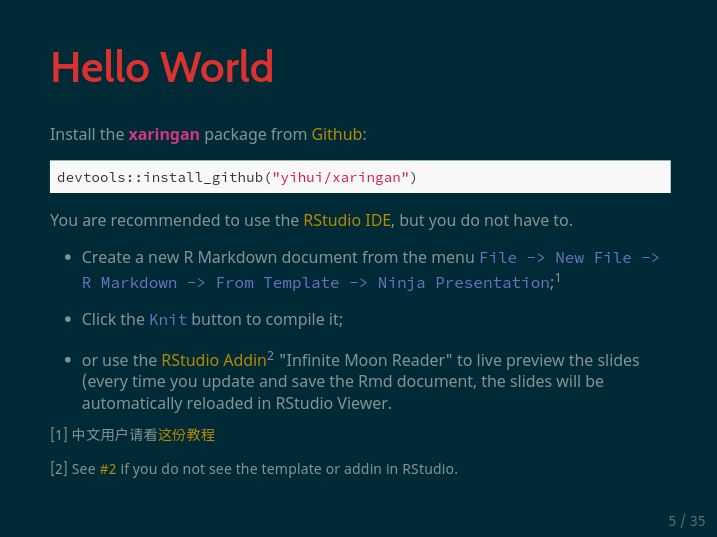 Hello World
Install the xaringan package from Github:
devtools::install_github("yihui/xaringan")
You are recommended to use the RStudio IDE, but you do not have to.
Create a new R Markdown document from the menu File -> New File ->
R Markdown -> From Template -> Ninja Presentation;1
Click the Knit button to compile it;
or use the RStudio Addin2 "Infinite Moon Reader" to live preview the slides
(every time you update and save the Rmd document, the slides will be
automatically reloaded in RStudio Viewer.
[1] 中文用户请看这份教程
[2] See #2 if you do not see the template or addin in RStudio.
5 / 35